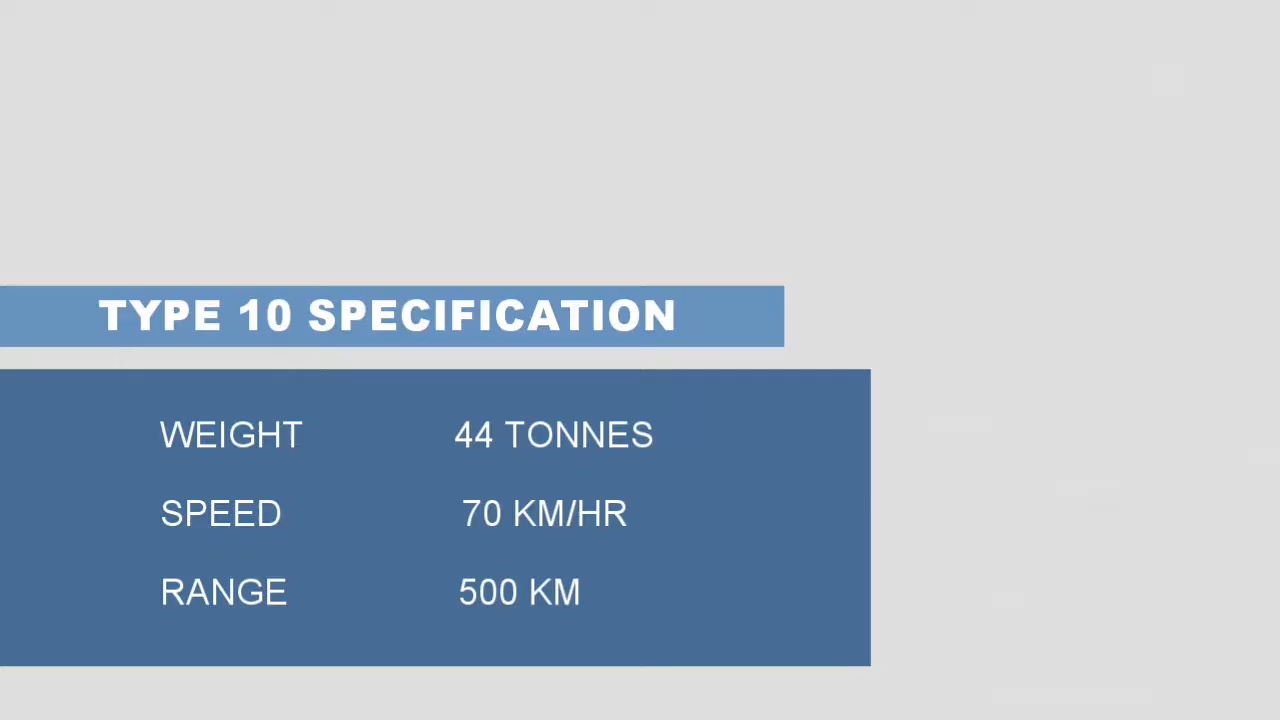 TYPE 10 SPECIFICATION
WEIGHT 44 TONNES
SPEED 70 KM/HR
RANGE 500 KM